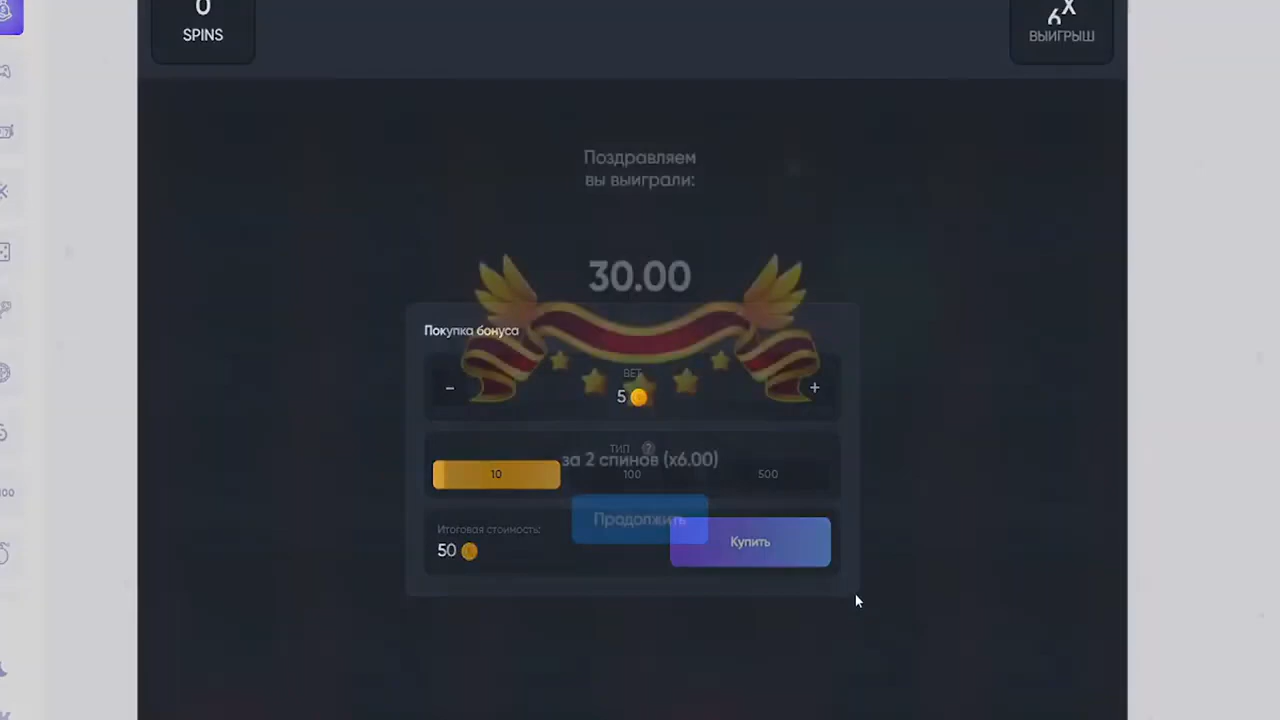 0
SPINS
6X
ВЫИГРЫШ
Поздравляем
вы выиграли:
30.00
Покупка бонуса
BET
-
5
+
ТИП ?
за 2 спинов (x6.00)
10
100
500
Продолжить
Итоговая стоимость:
50
Купить